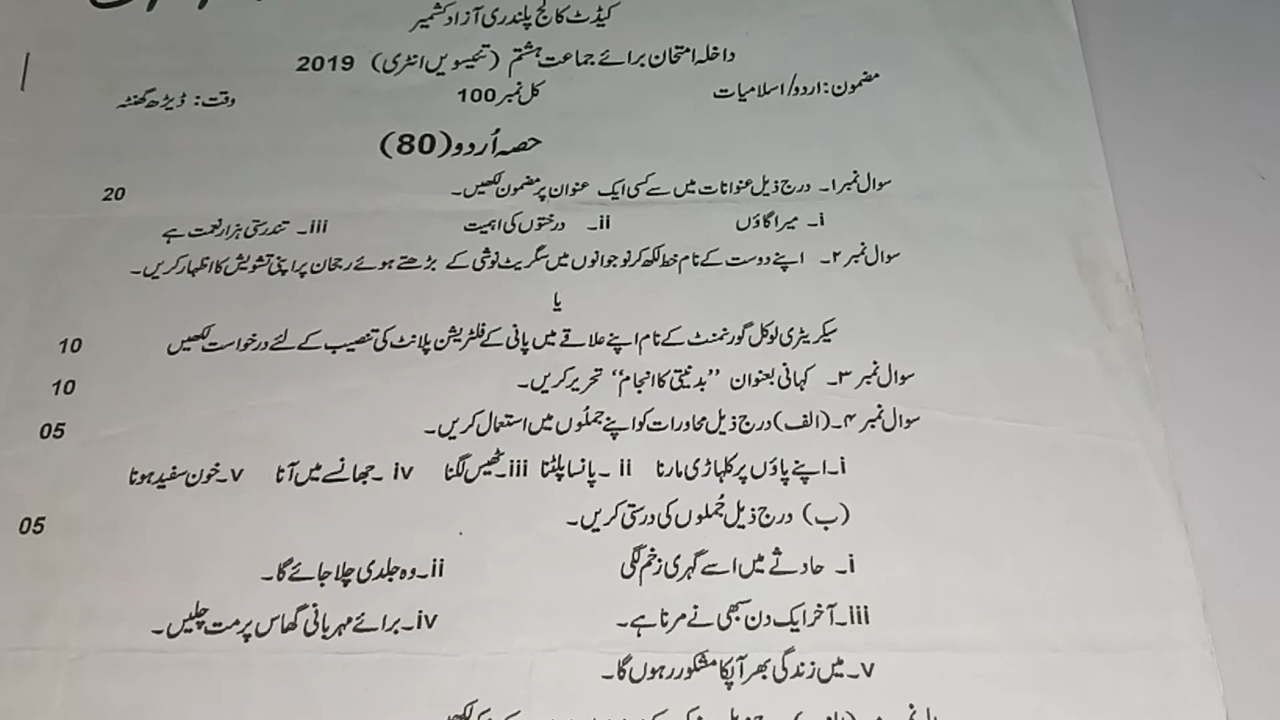 کیڈٹ کالج پلندری آزاد کشمیر
داخلہ امتحان برائے جماعت ہشتم (تئیسویں انٹری) 2019
مضمون: اردو/اسلامیات کل نمبر 100 وقت: ڈیڑھ گھنٹہ
حصہ اُردو (80)
سوال نمبر ۱۔ درج ذیل عنوانات میں سے کسی ایک عنوان پر مضمون لکھیں۔ 20
i۔ میرا گاؤں ii۔ درختوں کی اہمیت iii۔ تندرستی ہزار نعمت ہے
سوال نمبر ۲۔ اپنے دوست کے نام خط لکھ کر نوجوانوں میں سگریٹ نوشی کے بڑھتے ہوئے رجحان پر اپنی تشویش کا اظہار کریں۔
یا
سیکریٹری لوکل گورنمنٹ کے نام اپنے علاقے میں پانی کے فلٹریشن پلانٹ کی تنصیب کے لئے درخواست لکھیں 10
سوال نمبر ۳۔ کہانی بعنوان ”بدنیتی کا انجام“ تحریر کریں۔ 10
سوال نمبر ۴۔ (الف) درج ذیل محاورات کو اپنے جملُوں میں استعمال کریں۔ 05
i۔ اپنے پاؤں پر کلہاڑی مارنا ii ۔ پانسا پلٹنا iii۔ ٹھیس لگنا iv ۔ جھانسے میں آنا v۔ خون سفید ہونا
(ب) درج ذیل جُملوں کی درستی کریں۔ 05
i۔ حادثے میں اسے گہری زخم لگی ii۔ وہ جلدی چلا جائے گا۔
iii۔ آخر ایک دن سبھی نے مرنا ہے۔ iv۔ برائے مہربانی گھاس پر مت چلیں۔
v۔ میں زندگی بھر آپکا مشکور رہوں گا۔